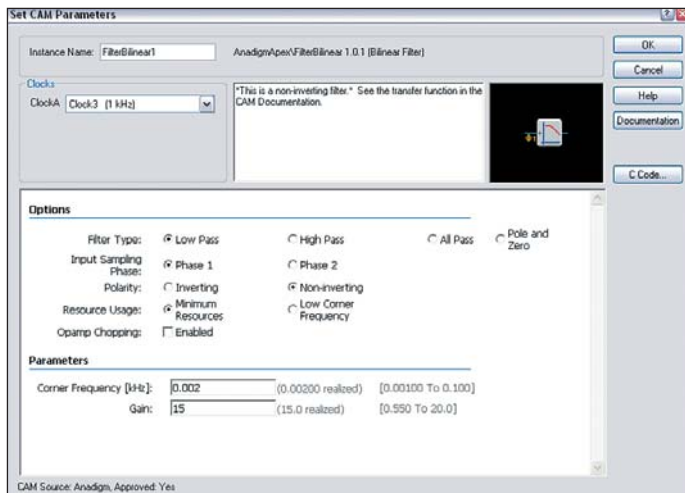 Set CAM Parameters
Instance Name: FilterBilinear1
AnadigmApex\FilterBilinear 1.0.1 (Bilinear Filter)
OK
Cancel
Help
Documentation
C Code...
Clocks
ClockA Clock3 (1 kHz)
"This is a non-inverting filter." See the transfer function in the
CAM Documentation.
Options
Filter Type: Low Pass High Pass All Pass Pole and Zero
Input Sampling Phase: Phase 1 Phase 2
Polarity: Inverting Non-inverting
Resource Usage: Minimum Resources Low Corner Frequency
Opamp Chopping: Enabled
Parameters
Corner Frequency [kHz]: 0.002 (0.00200 realized) [0.00100 To 0.100]
Gain: 15 (15.0 realized) [0.550 To 20.0]
CAM Source: Anadigm, Approved: Yes